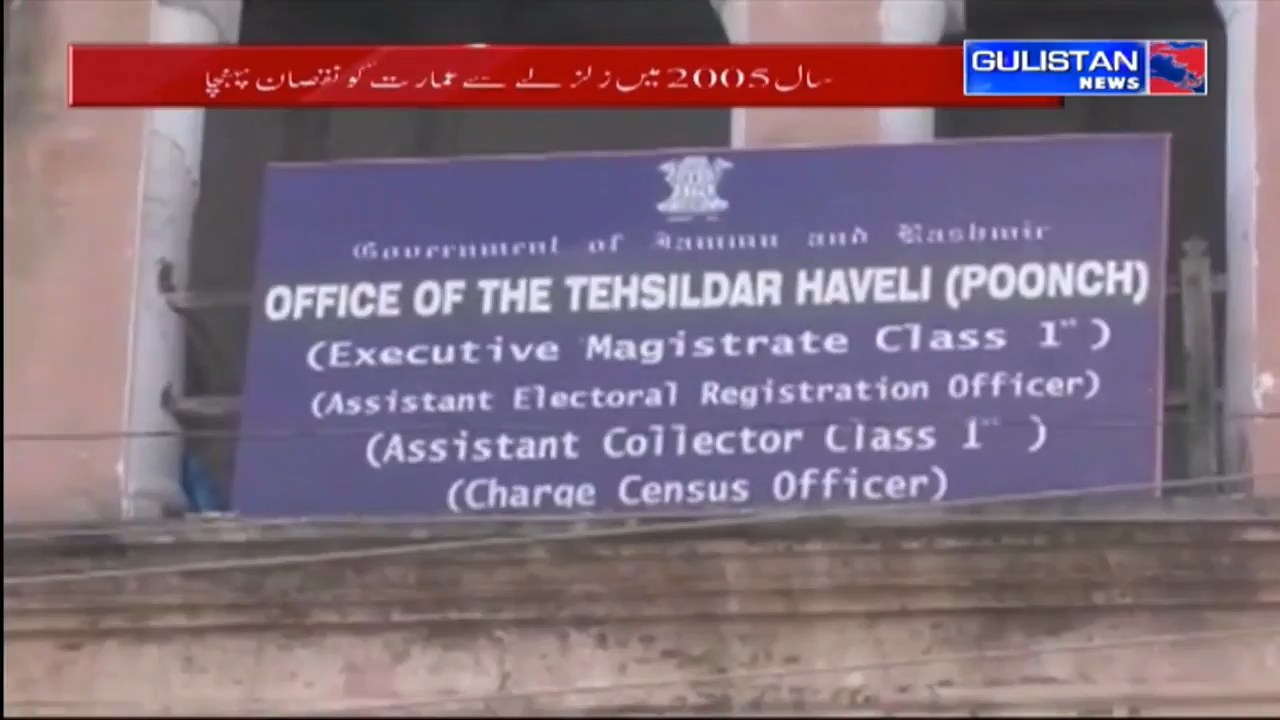 سال 2005 میں زلزلے سے عمارت کو نقصان پہنچا
GULISTAN
NEWS
Government of Jammu and Kashmir
OFFICE OF THE TEHSILDAR HAVELI (POONCH)
(Executive Magistrate Class 1st)
(Assistant Electoral Registration Officer)
(Assistant Collector Class 1st )
(Charge Census Officer)